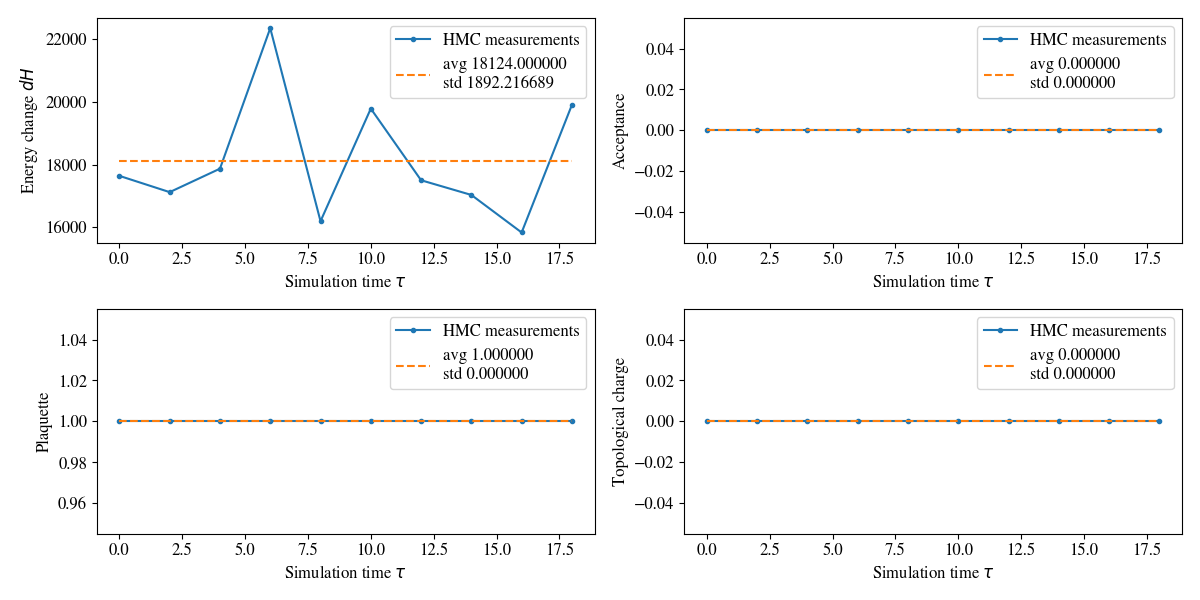 Energy change dH
22000
20000
18000
16000
HMC measurements
avg 18124.000000
std 1892.216689
0.0 2.5 5.0 7.5 10.0 12.5 15.0 17.5
Simulation time τ
Acceptance
0.04
0.02
0.00
−0.02
−0.04
HMC measurements
avg 0.000000
std 0.000000
0.0 2.5 5.0 7.5 10.0 12.5 15.0 17.5
Simulation time τ
Plaquette
1.04
1.02
1.00
0.98
0.96
HMC measurements
avg 1.000000
std 0.000000
0.0 2.5 5.0 7.5 10.0 12.5 15.0 17.5
Simulation time τ
Topological charge
0.04
0.02
0.00
−0.02
−0.04
HMC measurements
avg 0.000000
std 0.000000
0.0 2.5 5.0 7.5 10.0 12.5 15.0 17.5
Simulation time τ